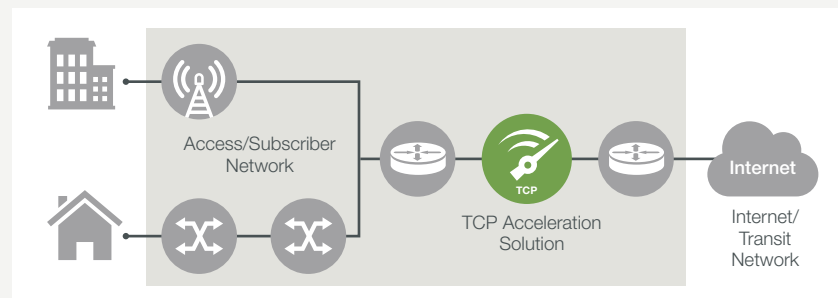 Access/Subscriber
Network
TCP
TCP Acceleration
Solution
Internet
Internet/
Transit
Network